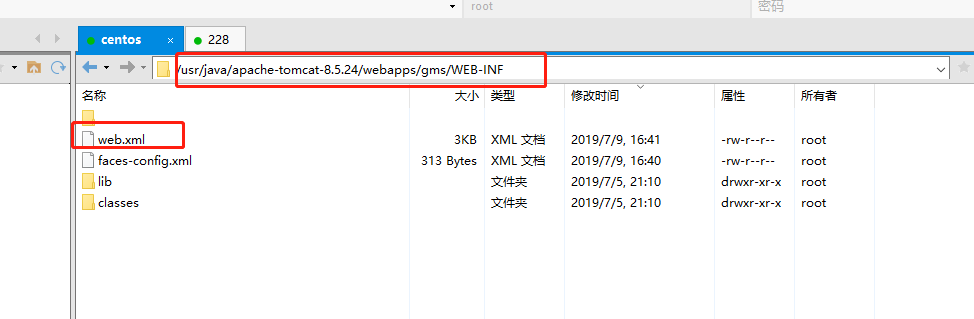 root 密码
centos × 228
/usr/java/apache-tomcat-8.5.24/webapps/gms/WEB-INF
名称 大小 类型 修改时间 属性 所有者
web.xml 3KB XML 文档 2019/7/9, 16:41 -rw-r--r-- root
faces-config.xml 313 Bytes XML 文档 2019/7/9, 16:40 -rw-r--r-- root
lib 文件夹 2019/7/5, 21:10 drwxr-xr-x root
classes 文件夹 2019/7/5, 21:10 drwxr-xr-x root